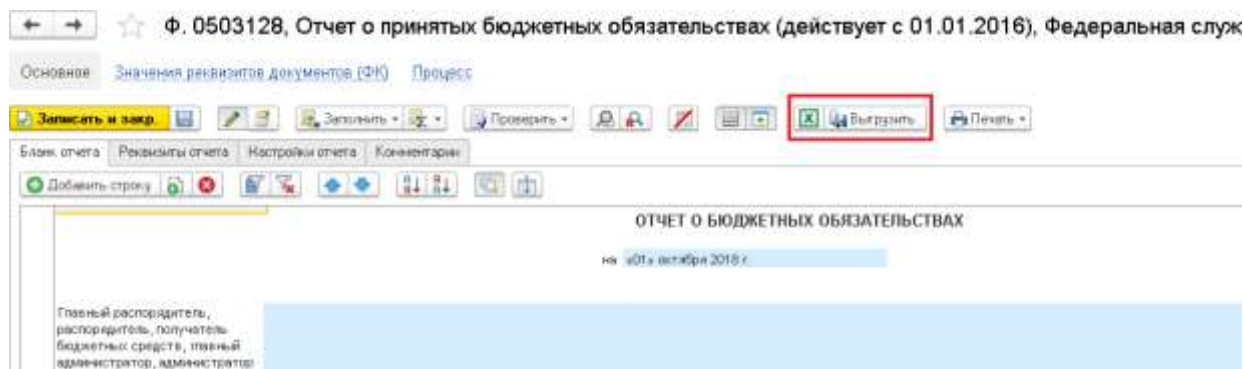 Ф. 0503128, Отчет о принятых бюджетных обязательствах (действует с 01.01.2016), Федеральная служ
Основное Значения реквизитов документов (ФК) Процесс
Записать и закр. Заполнить Проверить Выгрузить Печать
Бланк отчета Реквизиты отчета Настройки отчета Комментарии
Добавить строку
ОТЧЕТ О БЮДЖЕТНЫХ ОБЯЗАТЕЛЬСТВАХ
на «01» октября 2018 г.
Главный распорядитель,
распорядитель, получатель
бюджетных средств, главный
администратор, администратор